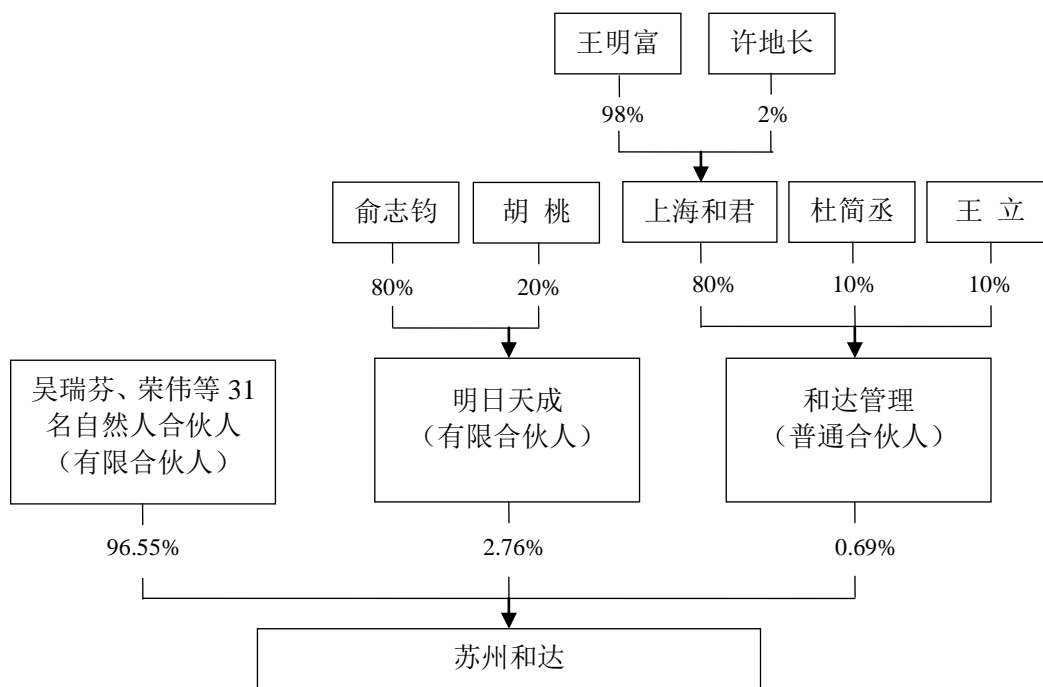 王明富
许地长
98%
2%
俞志钧
胡 桃
上海和君
杜简丞
王 立
80%
20%
80%
10%
10%
吴瑞芬、荣伟等 31
名自然人合伙人
（有限合伙人）
明日天成
（有限合伙人）
和达管理
（普通合伙人）
96.55%
2.76%
0.69%
苏州和达